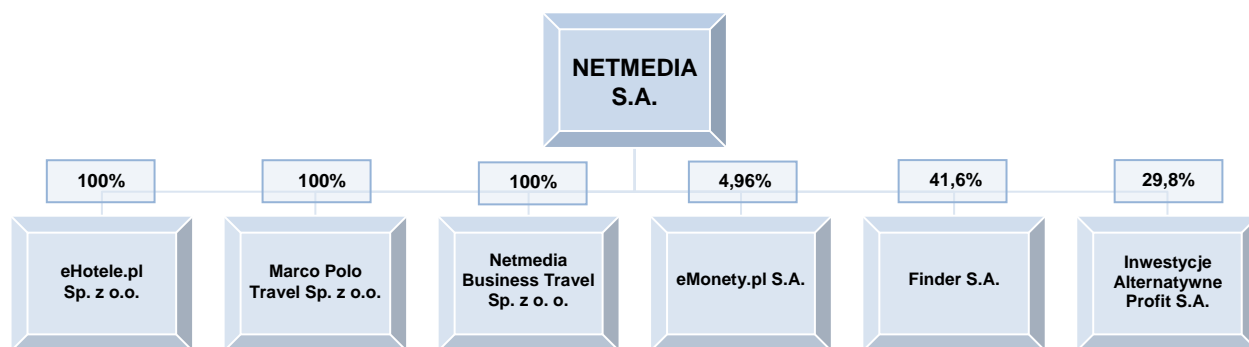 NETMEDIA
S.A.
100%
100%
100%
4,96%
41,6%
29,8%
eHotele.pl
Sp. z o.o.
Marco Polo
Travel Sp. z o.o.
Netmedia
Business Travel
Sp. z o. o.
eMonety.pl S.A.
Finder S.A.
Inwestycje
Alternatywne
Profit S.A.